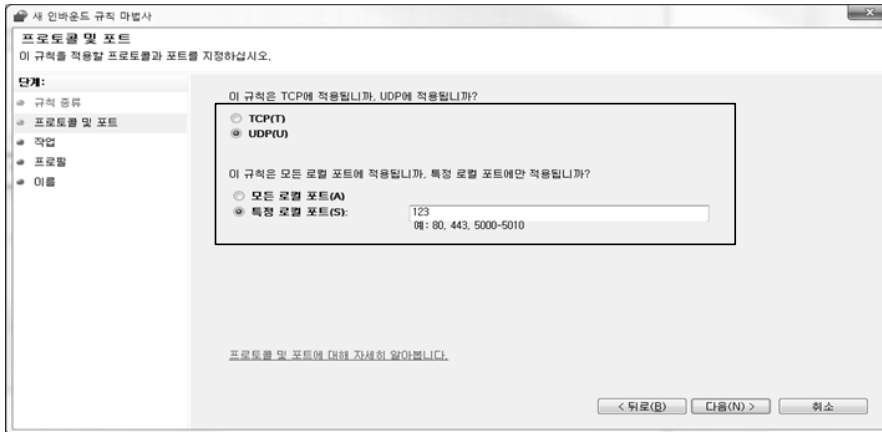 새 인바운드 규칙 마법사
프로토콜 및 포트
이 규칙을 적용할 프로토콜과 포트를 지정하십시오.
단계:
규칙 종류
프로토콜 및 포트
작업
프로필
이름
이 규칙은 TCP에 적용됩니까, UDP에 적용됩니까?
TCP(T)
UDP(U)
이 규칙은 모든 로컬 포트에 적용됩니까, 특정 로컬 포트에만 적용됩니까?
모든 로컬 포트(A)
특정 로컬 포트(S): 123
예: 80, 443, 5000-5010
프로토콜 및 포트에 대해 자세히 알아봅니다.
< 뒤로(B) 다음(N) > 취소